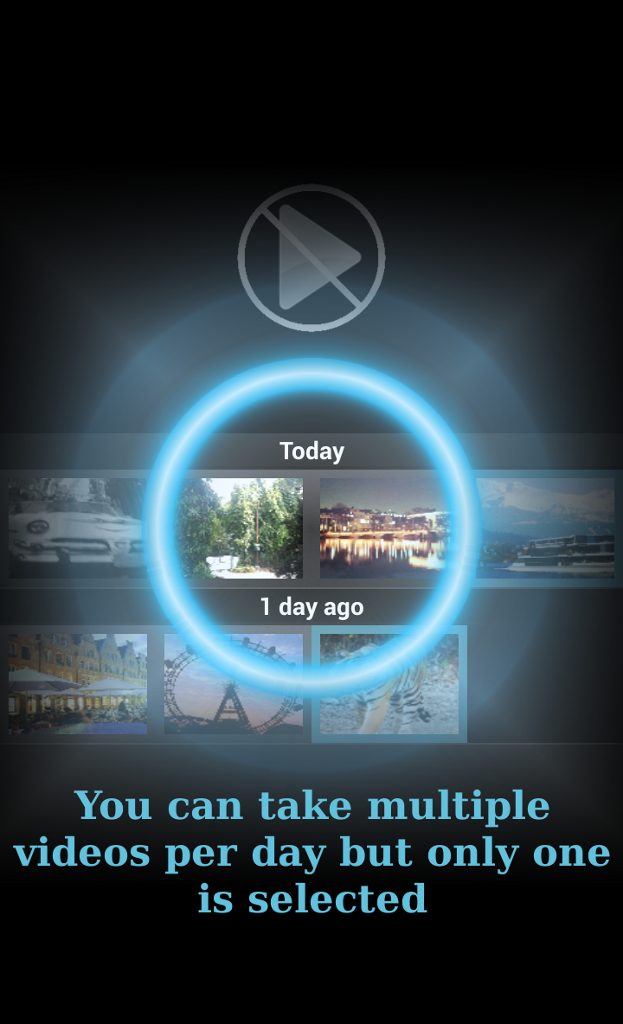 Today
1 day ago
You can take multiple
videos per day but only one
is selected